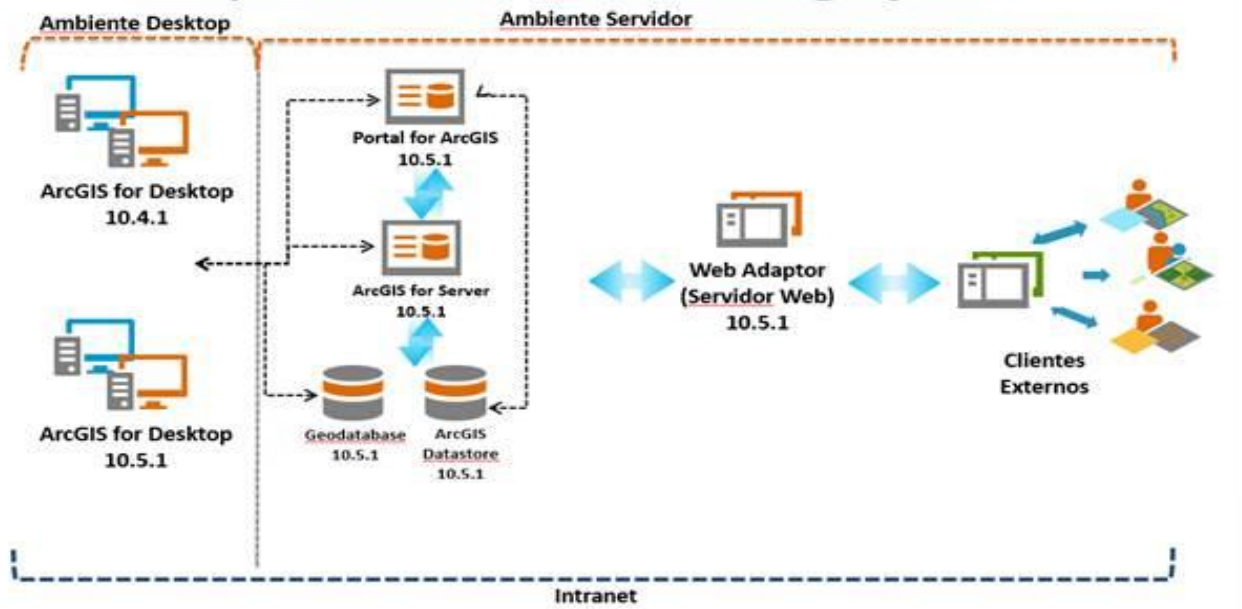 Ambiente Desktop
Ambiente Servidor
ArcGIS for Desktop
10.4.1
Portal for ArcGIS
10.5.1
ArcGIS for Server
10.5.1
Web Adaptor
(Servidor Web)
10.5.1
Clientes
Externos
ArcGIS for Desktop
10.5.1
Geodatabase
10.5.1
ArcGIS
Datastore
10.5.1
Intranet